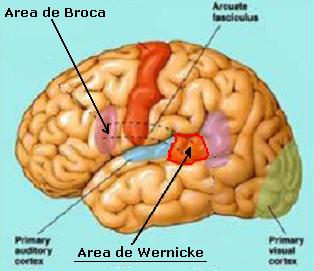 Area de Broca
Arcuate
fasciculus
Primary
auditory
cortex
Area de Wernicke
Primary
visual
cortex